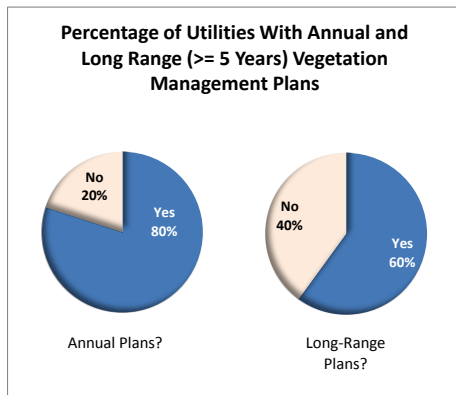 Percentage of Utilities With Annual and
Long Range (>= 5 Years) Vegetation
Management Plans
No
20%
Yes
80%
Annual Plans?
No
40%
Yes
60%
Long-Range
Plans?